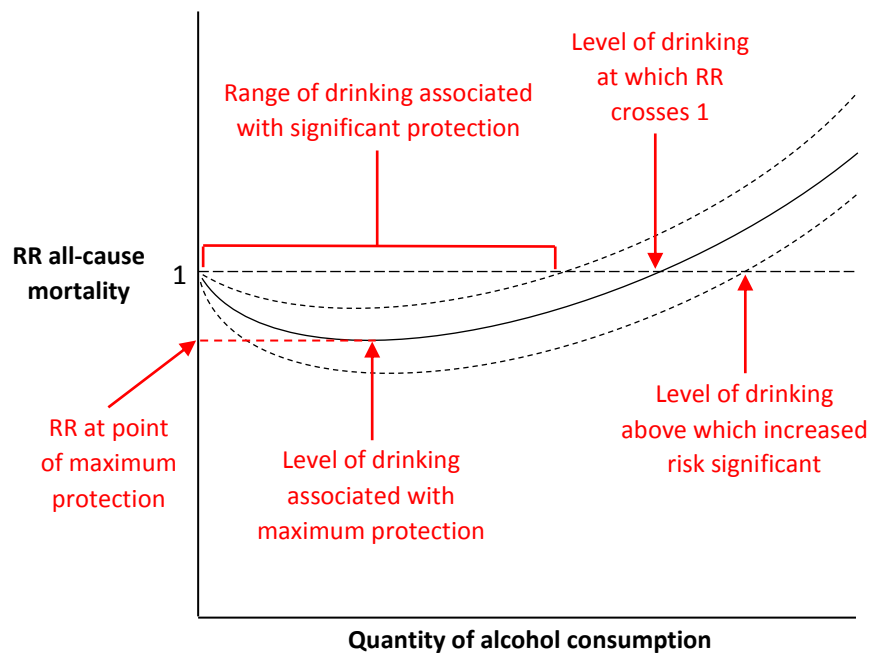 Level of drinking
at which RR
crosses 1
Range of drinking associated
with significant protection
RR all-cause
mortality
1
RR at point
of maximum
protection
Level of drinking
associated with
maximum protection
Level of drinking
above which increased
risk significant
Quantity of alcohol consumption